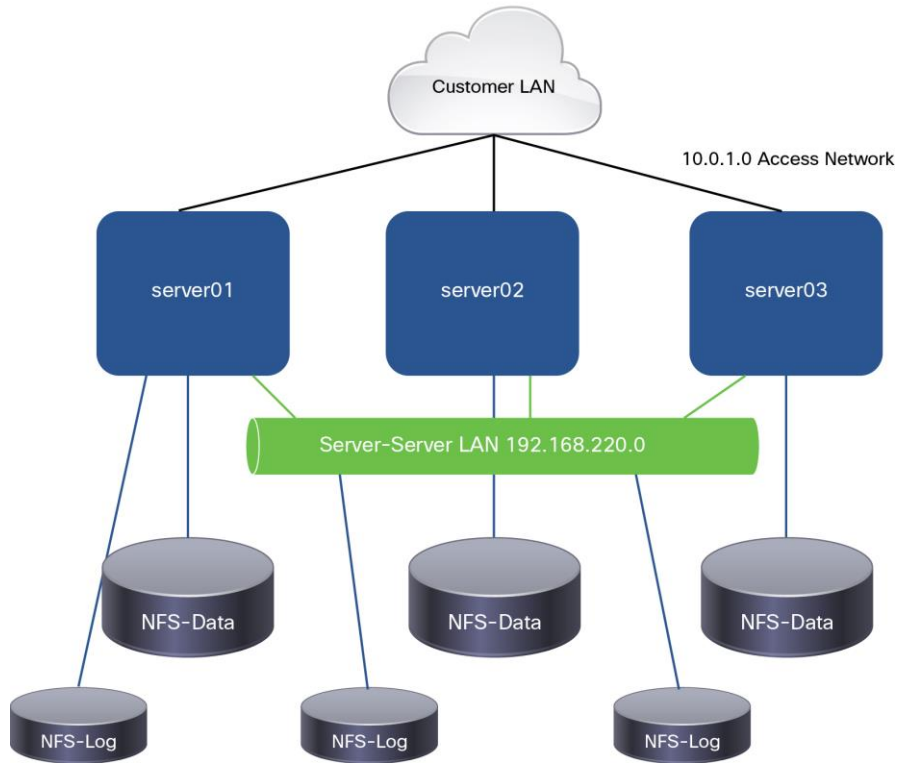 Customer LAN
10.0.1.0 Access Network
server01
server02
server03
Server-Server LAN 192.168.220.0
NFS-Data
NFS-Data
NFS-Data
NFS-Log
NFS-Log
NFS-Log